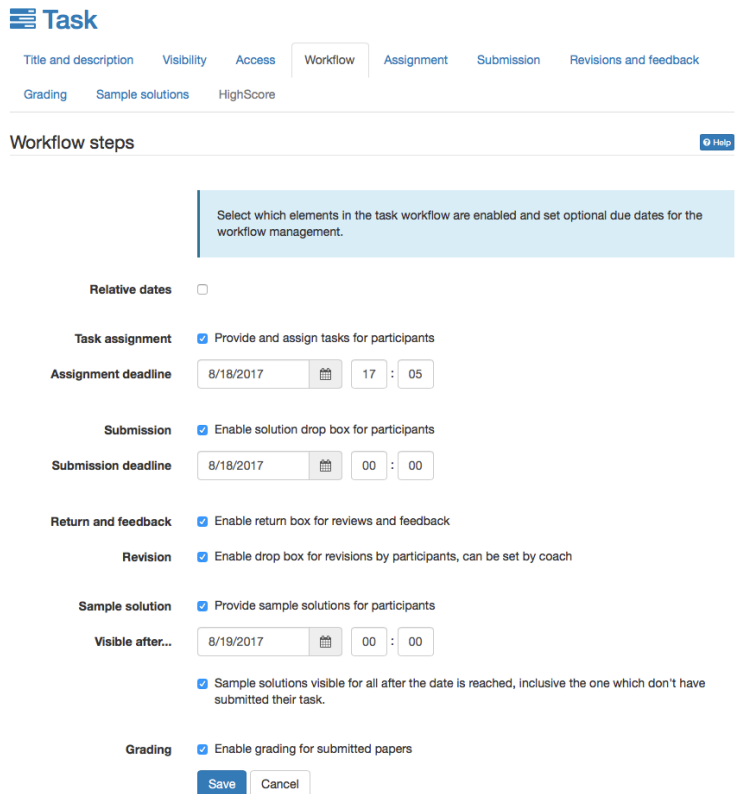 Task
Title and description Visibility Access Workflow Assignment Submission Revisions and feedback
Grading Sample solutions HighScore
Workflow steps Help
Select which elements in the task workflow are enabled and set optional due dates for the
workflow management.
Relative dates
Task assignment Provide and assign tasks for participants
Assignment deadline 8/18/2017 17 : 05
Submission Enable solution drop box for participants
Submission deadline 8/18/2017 00 : 00
Return and feedback Enable return box for reviews and feedback
Revision Enable drop box for revisions by participants, can be set by coach
Sample solution Provide sample solutions for participants
Visible after... 8/19/2017 00 : 00
Sample solutions visible for all after the date is reached, inclusive the one which don't have
submitted their task.
Grading Enable grading for submitted papers
Save Cancel